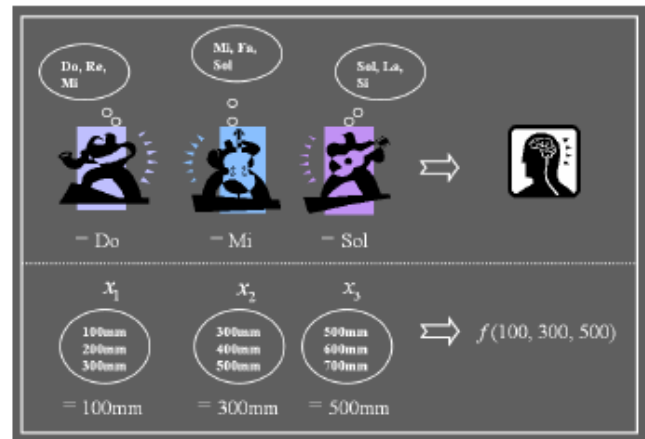 Do, Re,
Mi
Mi, Fa,
Sol
Sol, La,
Si
= Do
= Mi
= Sol
x₁
x₂
x₃
100mm
200mm
300mm
300mm
400mm
500mm
500mm
600mm
700mm
f(100, 300, 500)
= 100mm
= 300mm
= 500mm